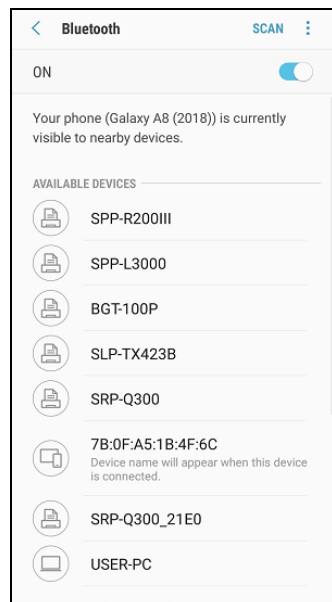 Bluetooth SCAN
ON
Your phone (Galaxy A8 (2018)) is currently
visible to nearby devices.
AVAILABLE DEVICES
SPP-R200III
SPP-L3000
BGT-100P
SLP-TX423B
SRP-Q300
7B:0F:A5:1B:4F:6C
Device name will appear when this device
is connected.
SRP-Q300_21E0
USER-PC